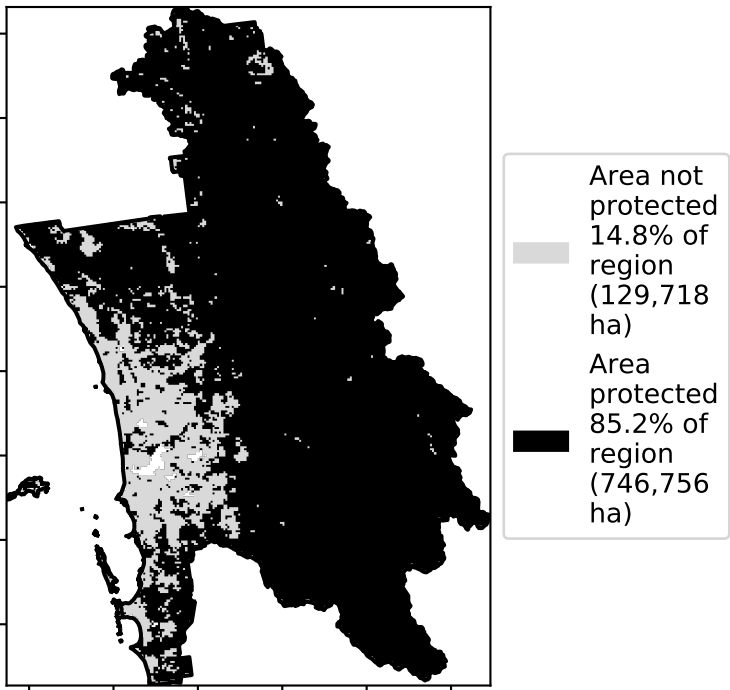 Area not
protected
14.8% of
region
(129,718
ha)
Area
protected
85.2% of
region
(746,756
ha)